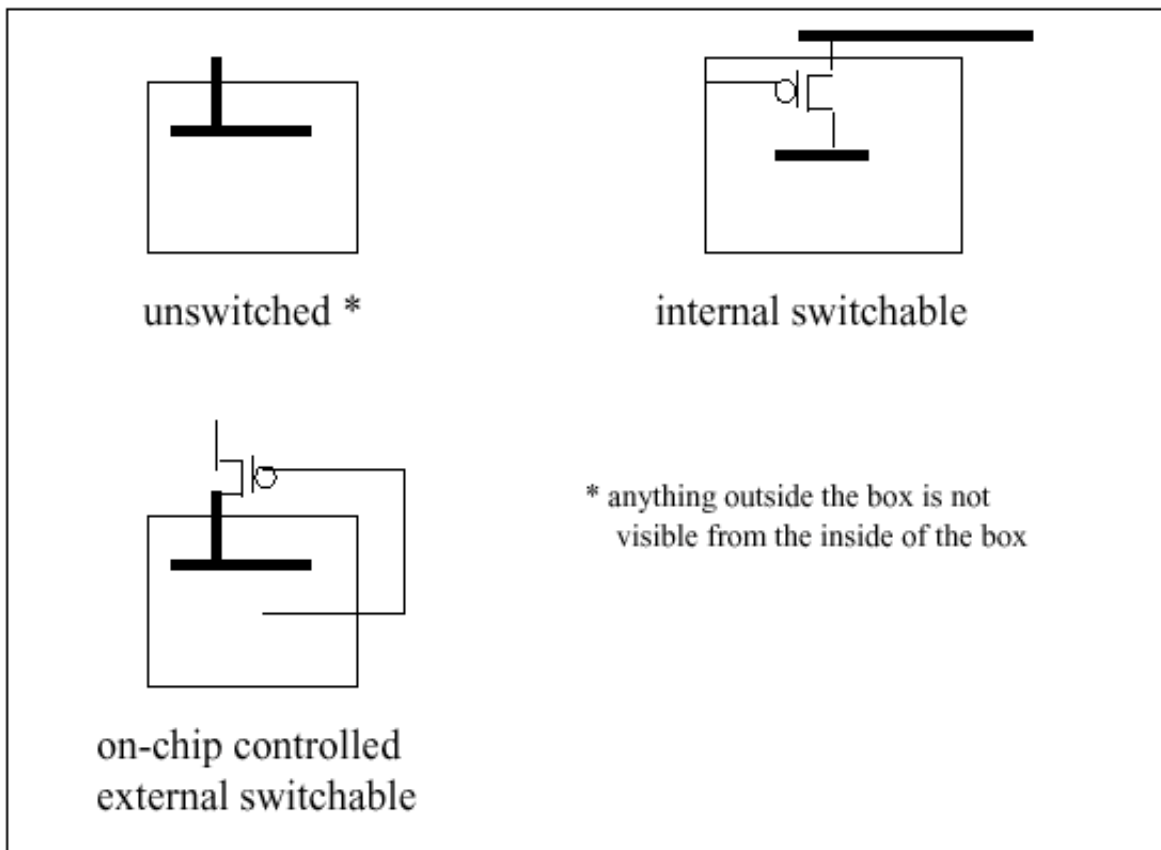 unswitched *
internal switchable
* anything outside the box is not
visible from the inside of the box
on-chip controlled
external switchable